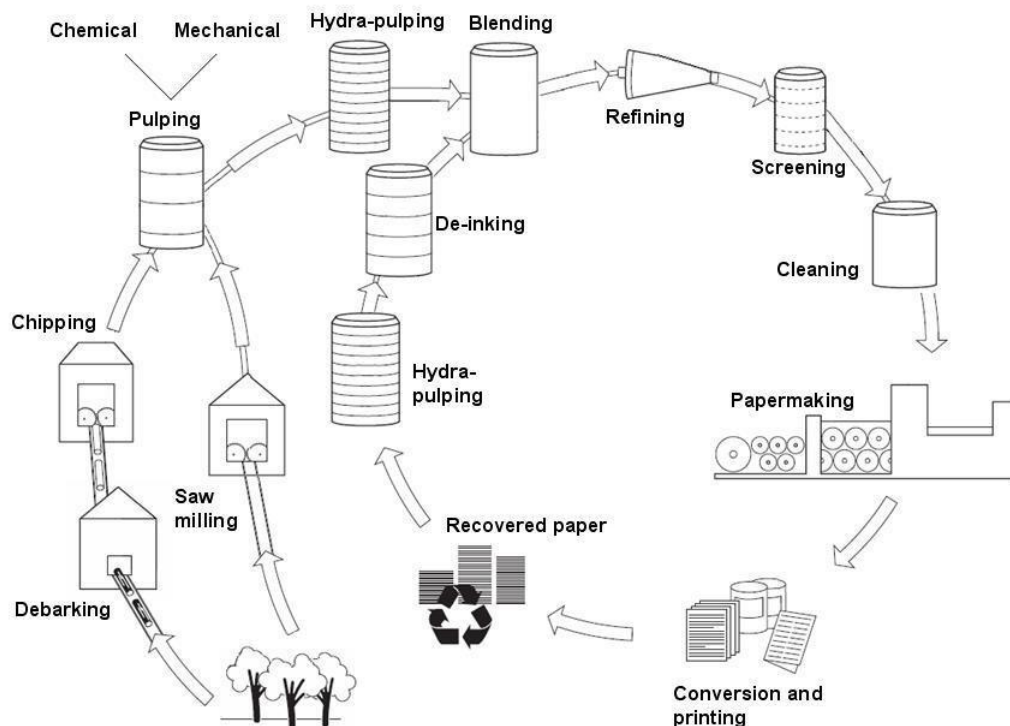 Chemical
Mechanical
Hydra-pulping
Blending
Pulping
Refining
Screening
De-inking
Cleaning
Chipping
Hydra-
pulping
Papermaking
Saw
milling
Recovered paper
Debarking
Conversion and
printing